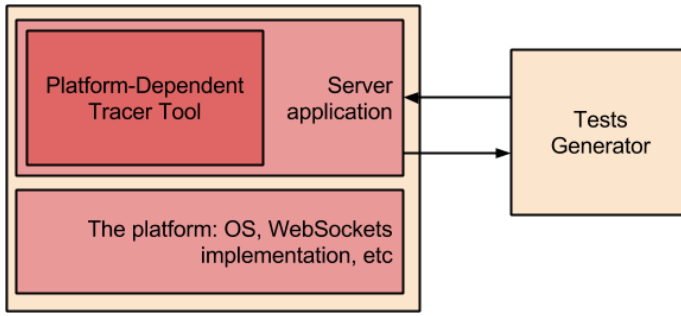 Platform-Dependent
Tracer Tool
Server
application
Tests
Generator
The platform: OS, WebSockets
implementation, etc